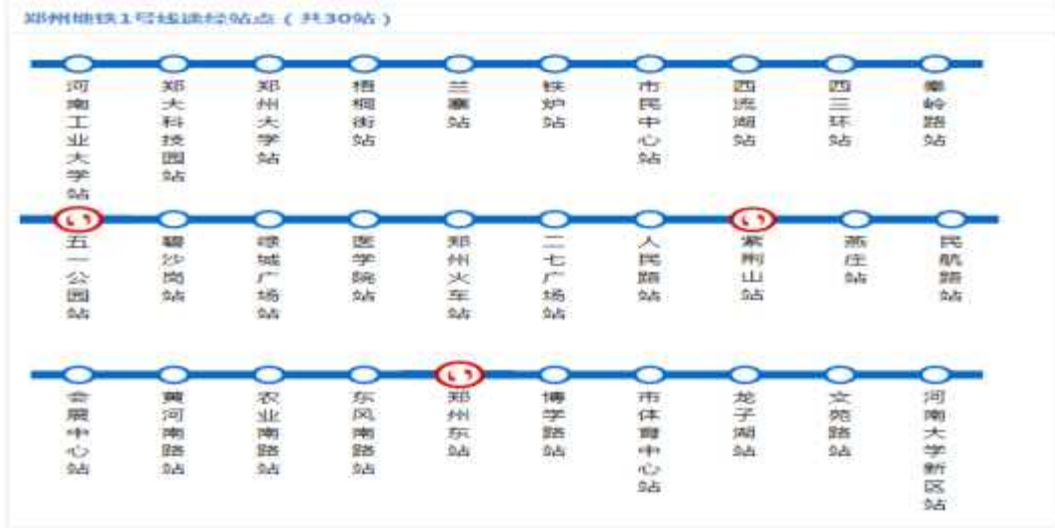 郑州地铁1号线途经站点（共30站）
河南工业大学站
郑大科技园站
郑州大学站
梧桐街站
兰寨站
铁炉站
市民中心站
西流湖站
西三环站
秦岭路站
五一公园站
碧沙岗站
绿城广场站
医学院站
郑州火车站
二七广场站
人民路站
紫荆山站
燕庄站
民航路站
会展中心站
黄河南路站
农业南路站
东风南路站
郑州东站
博学路站
市体育中心站
龙子湖站
文苑路站
河南大学新区站